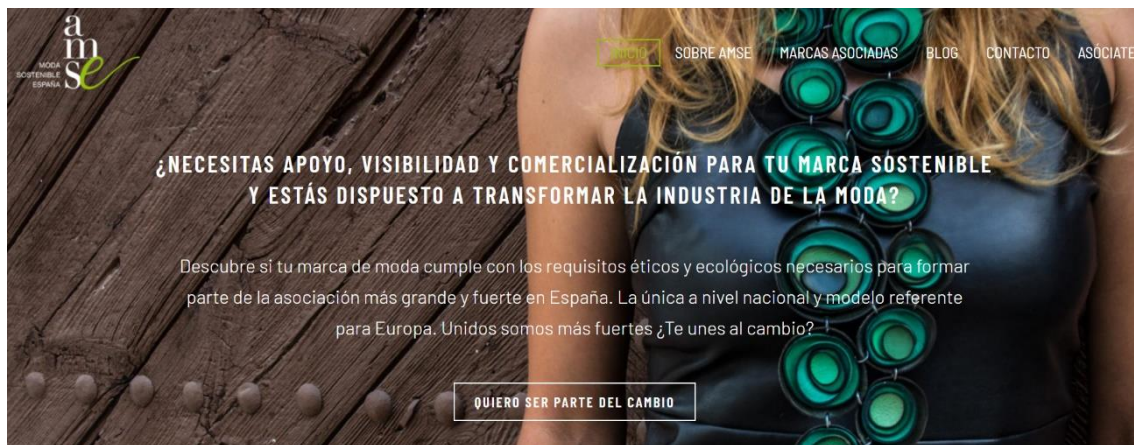 a
m
MODA
SOSTENIBLE
ESPAÑA
se
INICIO
SOBRE AMSE
MARCAS ASOCIADAS
BLOG
CONTACTO
ASÓCIATE
¿NECESITAS APOYO, VISIBILIDAD Y COMERCIALIZACIÓN PARA TU MARCA SOSTENIBLE
Y ESTÁS DISPUESTO A TRANSFORMAR LA INDUSTRIA DE LA MODA?
Descubre si tu marca de moda cumple con los requisitos éticos y ecológicos necesarios para formar
parte de la asociación más grande y fuerte en España. La única a nivel nacional y modelo referente
para Europa. Unidos somos más fuertes ¿Te unes al cambio?
QUIERO SER PARTE DEL CAMBIO